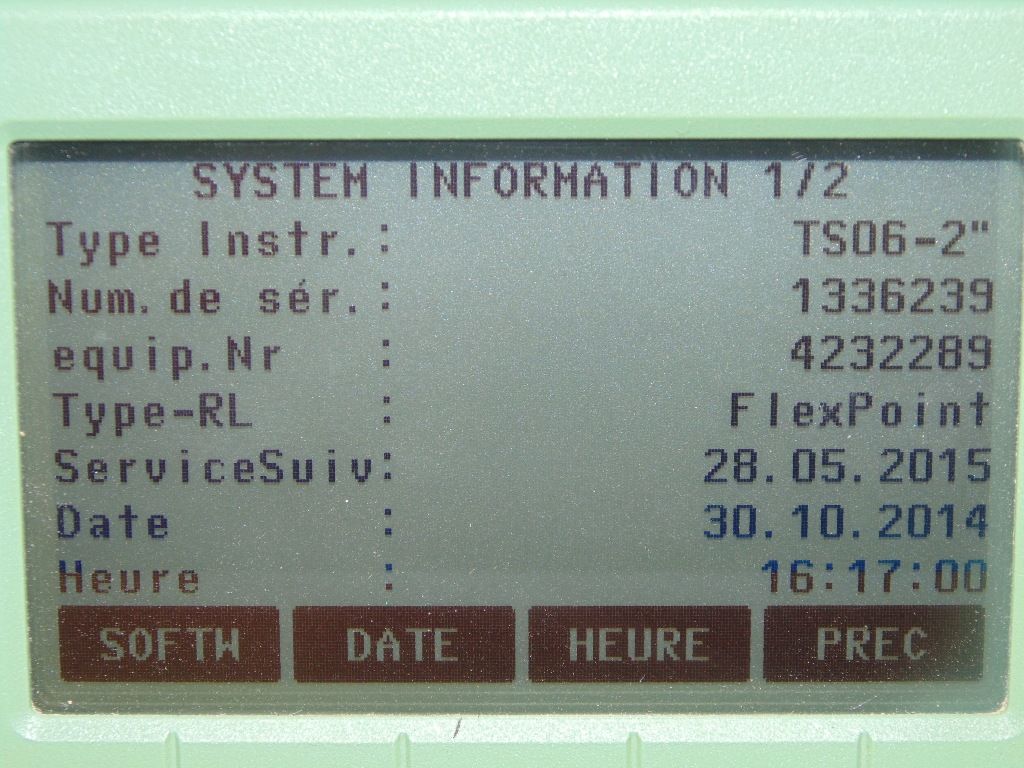 SYSTEM INFORMATION 1/2
Type Instr. : TS06-2"
Num. de sér. : 1336239
equip.Nr : 4232289
Type-RL : FlexPoint
ServiceSuiv: 28.05.2015
Date : 30.10.2014
Heure : 16:17:00
SOFTW DATE HEURE PREC